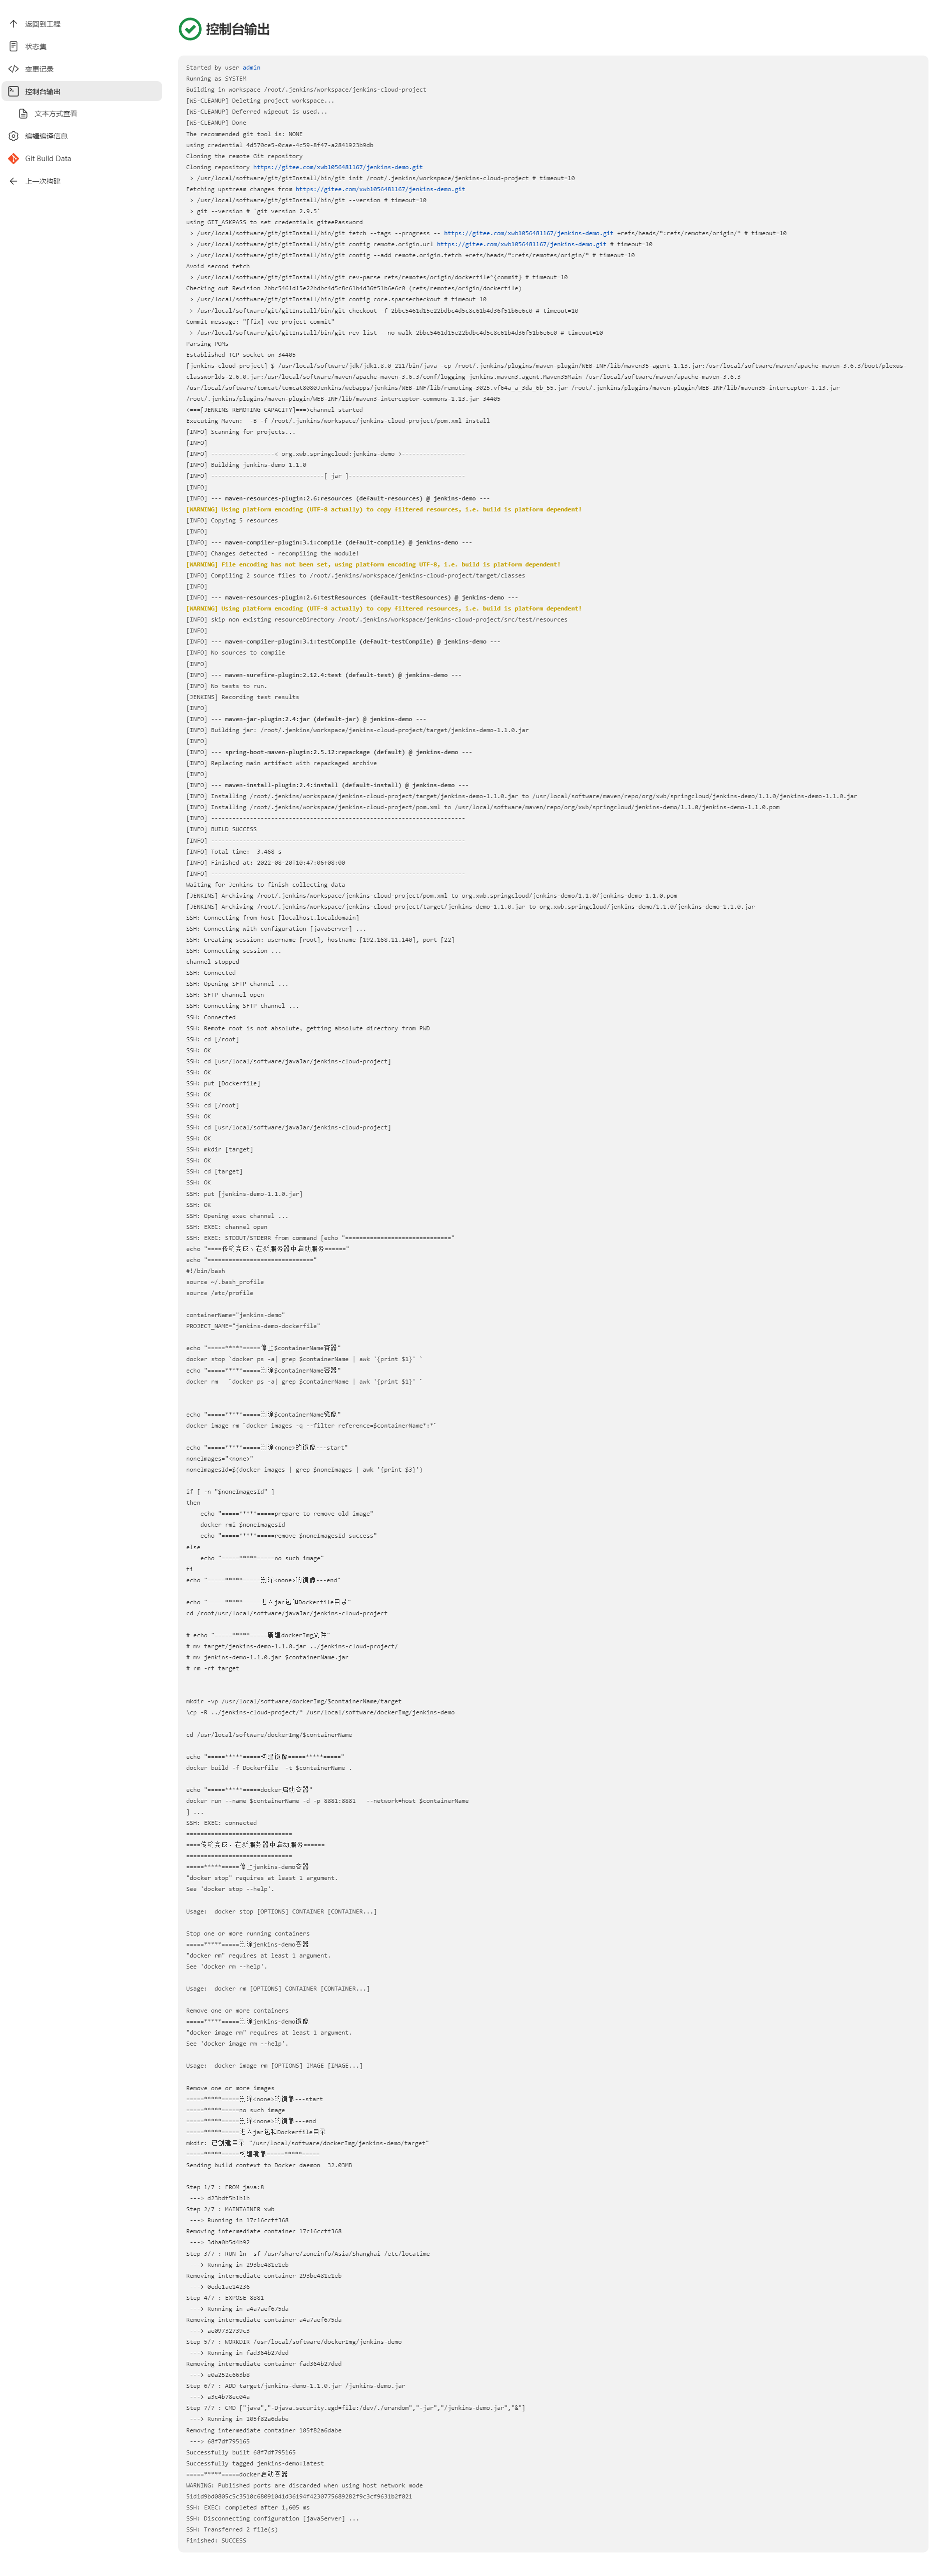 返回到工程
状态集
变更记录
控制台输出
文本方式查看
编辑编译信息
Git Build Data
上一次构建
控制台输出
Started by user admin
Running as SYSTEM
Building in workspace /root/.jenkins/workspace/jenkins-cloud-project
[WS-CLEANUP] Deleting project workspace...
[WS-CLEANUP] Deferred wipeout is used...
[WS-CLEANUP] Done
The recommended git tool is: NONE
using credential 4d570ce5-0cae-4c59-8f47-a2841923b9db
Cloning the remote Git repository
Cloning repository https://gitee.com/xwb1056481167/jenkins-demo.git
 > /usr/local/software/git/gitInstall/bin/git init /root/.jenkins/workspace/jenkins-cloud-project # timeout=10
Fetching upstream changes from https://gitee.com/xwb1056481167/jenkins-demo.git
 > /usr/local/software/git/gitInstall/bin/git --version # timeout=10
 > git --version # 'git version 2.9.5'
using GIT_ASKPASS to set credentials giteePassword
 > /usr/local/software/git/gitInstall/bin/git fetch --tags --progress -- https://gitee.com/xwb1056481167/jenkins-demo.git +refs/heads/*:refs/remotes/origin/* # timeout=10
 > /usr/local/software/git/gitInstall/bin/git config remote.origin.url https://gitee.com/xwb1056481167/jenkins-demo.git # timeout=10
 > /usr/local/software/git/gitInstall/bin/git config --add remote.origin.fetch +refs/heads/*:refs/remotes/origin/* # timeout=10
Avoid second fetch
 > /usr/local/software/git/gitInstall/bin/git rev-parse refs/remotes/origin/dockerfile^{commit} # timeout=10
Checking out Revision 2bbc5461d15e22bdbc4d5c8c61b4d36f51b6e6c0 (refs/remotes/origin/dockerfile)
 > /usr/local/software/git/gitInstall/bin/git config core.sparsecheckout # timeout=10
 > /usr/local/software/git/gitInstall/bin/git checkout -f 2bbc5461d15e22bdbc4d5c8c61b4d36f51b6e6c0 # timeout=10
Commit message: "[fix] vue project commit"
 > /usr/local/software/git/gitInstall/bin/git rev-list --no-walk 2bbc5461d15e22bdbc4d5c8c61b4d36f51b6e6c0 # timeout=10
Parsing POMs
Established TCP socket on 34405
[jenkins-cloud-project] $ /usr/local/software/jdk/jdk1.8.0_211/bin/java -cp /root/.jenkins/plugins/maven-plugin/WEB-INF/lib/maven35-agent-1.13.jar:/usr/local/software/maven/apache-maven-3.6.3/boot/plexus-
classworlds-2.6.0.jar:/usr/local/software/maven/apache-maven-3.6.3/conf/logging jenkins.maven3.agent.Maven35Main /usr/local/software/maven/apache-maven-3.6.3
/usr/local/software/tomcat/tomcat8080Jenkins/webapps/jenkins/WEB-INF/lib/remoting-3025.vf64a_a_3da_6b_55.jar /root/.jenkins/plugins/maven-plugin/WEB-INF/lib/maven35-interceptor-1.13.jar
/root/.jenkins/plugins/maven-plugin/WEB-INF/lib/maven3-interceptor-commons-1.13.jar 34405
<===[JENKINS REMOTING CAPACITY]===>channel started
Executing Maven:  -B -f /root/.jenkins/workspace/jenkins-cloud-project/pom.xml install
[INFO] Scanning for projects...
[INFO]
[INFO] ------------------< org.xwb.springcloud:jenkins-demo >------------------
[INFO] Building jenkins-demo 1.1.0
[INFO] --------------------------------[ jar ]---------------------------------
[INFO]
[INFO] --- maven-resources-plugin:2.6:resources (default-resources) @ jenkins-demo ---
[WARNING] Using platform encoding (UTF-8 actually) to copy filtered resources, i.e. build is platform dependent!
[INFO] Copying 5 resources
[INFO]
[INFO] --- maven-compiler-plugin:3.1:compile (default-compile) @ jenkins-demo ---
[INFO] Changes detected - recompiling the module!
[WARNING] File encoding has not been set, using platform encoding UTF-8, i.e. build is platform dependent!
[INFO] Compiling 2 source files to /root/.jenkins/workspace/jenkins-cloud-project/target/classes
[INFO]
[INFO] --- maven-resources-plugin:2.6:testResources (default-testResources) @ jenkins-demo ---
[WARNING] Using platform encoding (UTF-8 actually) to copy filtered resources, i.e. build is platform dependent!
[INFO] skip non existing resourceDirectory /root/.jenkins/workspace/jenkins-cloud-project/src/test/resources
[INFO]
[INFO] --- maven-compiler-plugin:3.1:testCompile (default-testCompile) @ jenkins-demo ---
[INFO] No sources to compile
[INFO]
[INFO] --- maven-surefire-plugin:2.12.4:test (default-test) @ jenkins-demo ---
[INFO] No tests to run.
[JENKINS] Recording test results
[INFO]
[INFO] --- maven-jar-plugin:2.4:jar (default-jar) @ jenkins-demo ---
[INFO] Building jar: /root/.jenkins/workspace/jenkins-cloud-project/target/jenkins-demo-1.1.0.jar
[INFO]
[INFO] --- spring-boot-maven-plugin:2.5.12:repackage (default) @ jenkins-demo ---
[INFO] Replacing main artifact with repackaged archive
[INFO]
[INFO] --- maven-install-plugin:2.4:install (default-install) @ jenkins-demo ---
[INFO] Installing /root/.jenkins/workspace/jenkins-cloud-project/target/jenkins-demo-1.1.0.jar to /usr/local/software/maven/repo/org/xwb/springcloud/jenkins-demo/1.1.0/jenkins-demo-1.1.0.jar
[INFO] Installing /root/.jenkins/workspace/jenkins-cloud-project/pom.xml to /usr/local/software/maven/repo/org/xwb/springcloud/jenkins-demo/1.1.0/jenkins-demo-1.1.0.pom
[INFO] ------------------------------------------------------------------------
[INFO] BUILD SUCCESS
[INFO] ------------------------------------------------------------------------
[INFO] Total time:  3.468 s
[INFO] Finished at: 2022-08-20T10:47:06+08:00
[INFO] ------------------------------------------------------------------------
Waiting for Jenkins to finish collecting data
[JENKINS] Archiving /root/.jenkins/workspace/jenkins-cloud-project/pom.xml to org.xwb.springcloud/jenkins-demo/1.1.0/jenkins-demo-1.1.0.pom
[JENKINS] Archiving /root/.jenkins/workspace/jenkins-cloud-project/target/jenkins-demo-1.1.0.jar to org.xwb.springcloud/jenkins-demo/1.1.0/jenkins-demo-1.1.0.jar
SSH: Connecting from host [localhost.localdomain]
SSH: Connecting with configuration [javaServer] ...
SSH: Creating session: username [root], hostname [192.168.11.140], port [22]
SSH: Connecting session ...
channel stopped
SSH: Connected
SSH: Opening SFTP channel ...
SSH: SFTP channel open
SSH: Connecting SFTP channel ...
SSH: Connected
SSH: Remote root is not absolute, getting absolute directory from PWD
SSH: cd [/root]
SSH: OK
SSH: cd [usr/local/software/javaJar/jenkins-cloud-project]
SSH: OK
SSH: put [Dockerfile]
SSH: OK
SSH: cd [/root]
SSH: OK
SSH: cd [usr/local/software/javaJar/jenkins-cloud-project]
SSH: OK
SSH: mkdir [target]
SSH: OK
SSH: cd [target]
SSH: OK
SSH: put [jenkins-demo-1.1.0.jar]
SSH: OK
SSH: Opening exec channel ...
SSH: EXEC: channel open
SSH: EXEC: STDOUT/STDERR from command [echo "=============================="
echo "====传输完成、在新服务器中启动服务======"
echo "=============================="
#!/bin/bash
source ~/.bash_profile
source /etc/profile
containerName="jenkins-demo"
PROJECT_NAME="jenkins-demo-dockerfile"
echo "=====*****=====停止$containerName容器"
docker stop `docker ps -a| grep $containerName | awk '{print $1}' `
echo "=====*****=====删除$containerName容器"
docker rm   `docker ps -a| grep $containerName | awk '{print $1}' `
echo "=====*****=====删除$containerName镜像"
docker image rm `docker images -q --filter reference=$containerName*:*`
echo "=====*****=====删除<none>的镜像---start"
noneImages="<none>"
noneImagesId=$(docker images | grep $noneImages | awk '{print $3}')
if [ -n "$noneImagesId" ]
then
    echo "=====*****=====prepare to remove old image"
    docker rmi $noneImagesId
    echo "=====*****=====remove $noneImagesId success"
else
    echo "=====*****=====no such image"
fi
echo "=====*****=====删除<none>的镜像---end"
echo "=====*****=====进入jar包和Dockerfile目录"
cd /root/usr/local/software/javaJar/jenkins-cloud-project
# echo "=====*****=====新建dockerImg文件"
# mv target/jenkins-demo-1.1.0.jar ../jenkins-cloud-project/
# mv jenkins-demo-1.1.0.jar $containerName.jar
# rm -rf target
mkdir -vp /usr/local/software/dockerImg/$containerName/target
\cp -R ../jenkins-cloud-project/* /usr/local/software/dockerImg/jenkins-demo
cd /usr/local/software/dockerImg/$containerName
echo "=====*****=====构建镜像=====*****====="
docker build -f Dockerfile  -t $containerName .
echo "=====*****=====docker启动容器"
docker run --name $containerName -d -p 8881:8881   --network=host $containerName
] ...
SSH: EXEC: connected
==============================
====传输完成、在新服务器中启动服务======
==============================
=====*****=====停止jenkins-demo容器
"docker stop" requires at least 1 argument.
See 'docker stop --help'.
Usage:  docker stop [OPTIONS] CONTAINER [CONTAINER...]
Stop one or more running containers
=====*****=====删除jenkins-demo容器
"docker rm" requires at least 1 argument.
See 'docker rm --help'.
Usage:  docker rm [OPTIONS] CONTAINER [CONTAINER...]
Remove one or more containers
=====*****=====删除jenkins-demo镜像
"docker image rm" requires at least 1 argument.
See 'docker image rm --help'.
Usage:  docker image rm [OPTIONS] IMAGE [IMAGE...]
Remove one or more images
=====*****=====删除<none>的镜像---start
=====*****=====no such image
=====*****=====删除<none>的镜像---end
=====*****=====进入jar包和Dockerfile目录
mkdir: 已创建目录 "/usr/local/software/dockerImg/jenkins-demo/target"
=====*****=====构建镜像=====*****=====
Sending build context to Docker daemon  32.03MB
Step 1/7 : FROM java:8
 ---> d23bdf5b1b1b
Step 2/7 : MAINTAINER xwb
 ---> Running in 17c16ccff368
Removing intermediate container 17c16ccff368
 ---> 3dba0b5d4b92
Step 3/7 : RUN ln -sf /usr/share/zoneinfo/Asia/Shanghai /etc/locatime
 ---> Running in 293be481e1eb
Removing intermediate container 293be481e1eb
 ---> 0ede1ae14236
Step 4/7 : EXPOSE 8881
 ---> Running in a4a7aef675da
Removing intermediate container a4a7aef675da
 ---> ae09732739c3
Step 5/7 : WORKDIR /usr/local/software/dockerImg/jenkins-demo
 ---> Running in fad364b27ded
Removing intermediate container fad364b27ded
 ---> e0a252c663b8
Step 6/7 : ADD target/jenkins-demo-1.1.0.jar /jenkins-demo.jar
 ---> a3c4b78ec04a
Step 7/7 : CMD ["java","-Djava.security.egd=file:/dev/./urandom","-jar","/jenkins-demo.jar","&"]
 ---> Running in 105f82a6dabe
Removing intermediate container 105f82a6dabe
 ---> 68f7df795165
Successfully built 68f7df795165
Successfully tagged jenkins-demo:latest
=====*****=====docker启动容器
WARNING: Published ports are discarded when using host network mode
51d1d9bd0805c5c3510c68091041d36194f4230775689282f9c3cf9631b2f021
SSH: EXEC: completed after 1,605 ms
SSH: Disconnecting configuration [javaServer] ...
SSH: Transferred 2 file(s)
Finished: SUCCESS